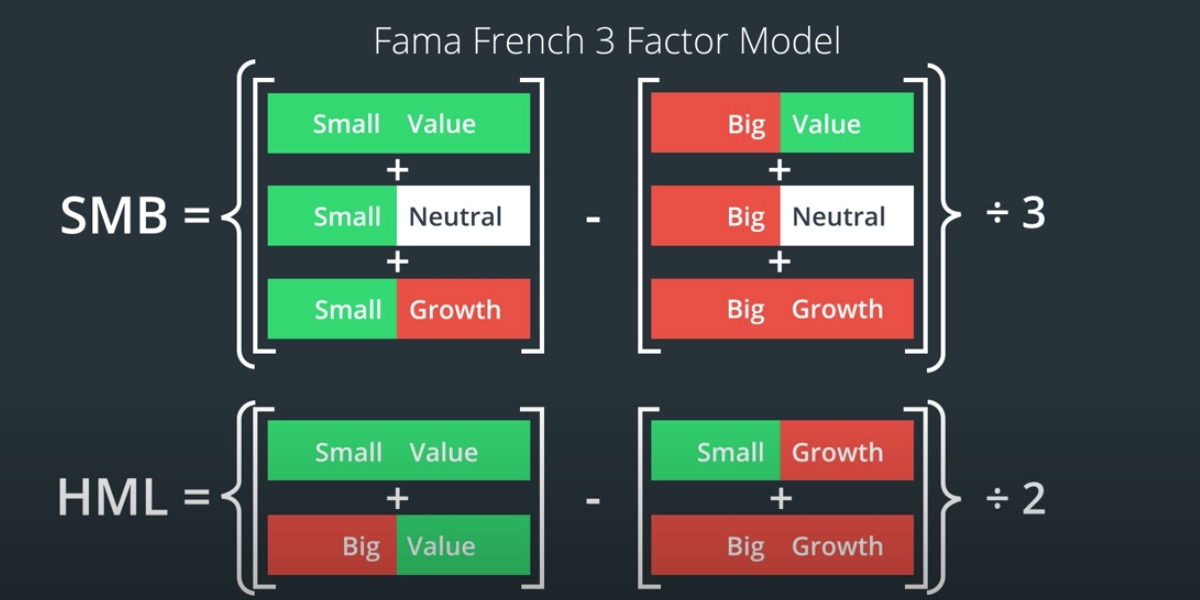 Fama French 3 Factor Model
Small Value Big Value
+ +
SMB = { [ Small Neutral ] - [ Big Neutral ] } ÷ 3
+ +
Small Growth Big Growth
Small Value Small Growth
HML = { [ + ] - [ + ] } ÷ 2
Big Value Big Growth